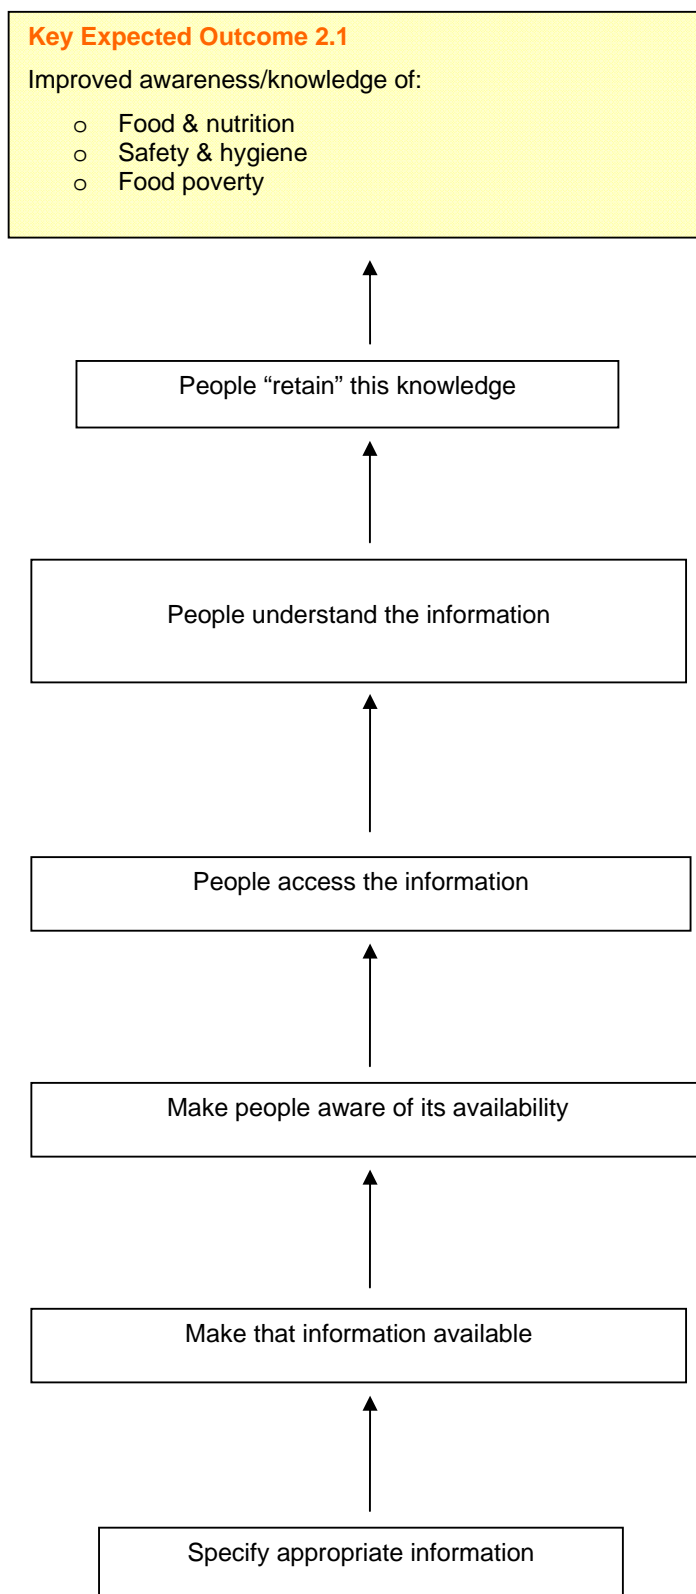 Key Expected Outcome 2.1
Improved awareness/knowledge of:
o Food & nutrition
o Safety & hygiene
o Food poverty
People “retain” this knowledge
People understand the information
People access the information
Make people aware of its availability
Make that information available
Specify appropriate information